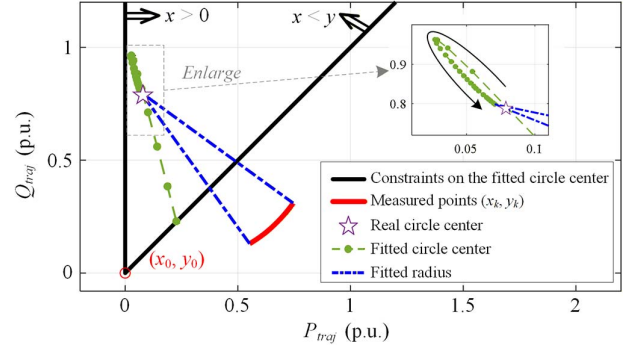 x > 0
x < y
1
Enlarge
0.9
0.8
0.05
0.1
Q_traj (p.u.)
0.5
0
(x_0, y_0)
Constraints on the fitted circle center
Measured points (x_k, y_k)
Real circle center
Fitted circle center
Fitted radius
0
0.5
1
1.5
2
P_traj (p.u.)